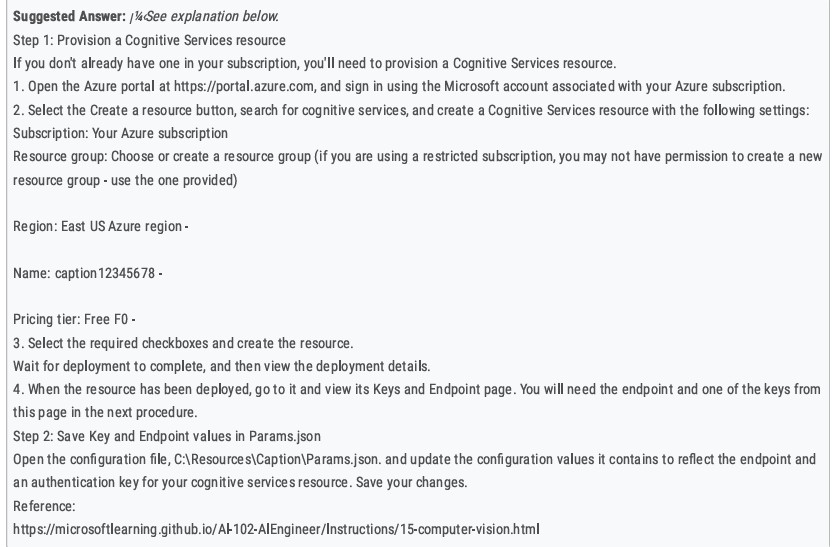 Suggested Answer: ¡¼‹See explanation below.
Step 1: Provision a Cognitive Services resource
If you don't already have one in your subscription, you'll need to provision a Cognitive Services resource.
1. Open the Azure portal at https://portal.azure.com, and sign in using the Microsoft account associated with your Azure subscription.
2. Select the Create a resource button, search for cognitive services, and create a Cognitive Services resource with the following settings:
Subscription: Your Azure subscription
Resource group: Choose or create a resource group (if you are using a restricted subscription, you may not have permission to create a new
resource group - use the one provided)
Region: East US Azure region -
Name: caption12345678 -
Pricing tier: Free F0 -
3. Select the required checkboxes and create the resource.
Wait for deployment to complete, and then view the deployment details.
4. When the resource has been deployed, go to it and view its Keys and Endpoint page. You will need the endpoint and one of the keys from
this page in the next procedure.
Step 2: Save Key and Endpoint values in Params.json
Open the configuration file, C:\Resources\Caption\Params.json. and update the configuration values it contains to reflect the endpoint and
an authentication key for your cognitive services resource. Save your changes.
Reference:
https://microsoftlearning.github.io/AI-102-AIEngineer/Instructions/15-computer-vision.html